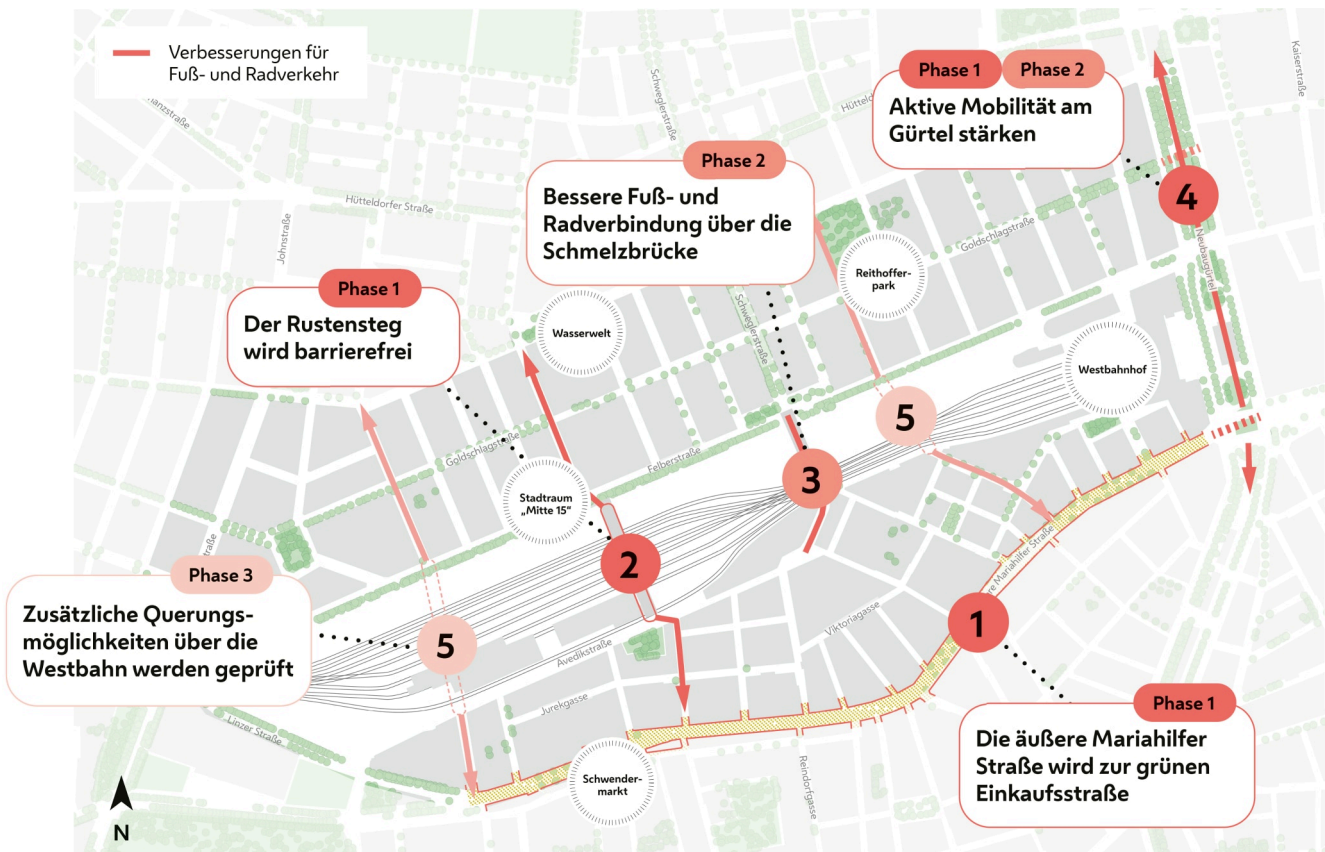 Verbesserungen für
Fuß- und Radverkehr
Phase 1
Phase 2
Aktive Mobilität am
Gürtel stärken
4
Kaiserstraße
Neubaugürtel
Schweglerstraße
Phase 2
Bessere Fuß- und
Radverbindung über die
Schmelzbrücke
Hütteldorfer Straße
Johnstraße
Goldschlagstraße
Reithoffer-
park
Phase 1
Der Rustensteg
wird barrierefrei
Wasserwelt
Schweglerstraße
Westbahnhof
5
Goldschlagstraße
Felberstraße
3
Stadtraum
„Mitte 15“
2
Phase 3
Zusätzliche Querungs-
möglichkeiten über die
Westbahn werden geprüft
5
Avedikstraße
Viktoriagasse
Mariahilfer Straße
1
Jurekgasse
Linzer Straße
Schwender-
markt
Reindorfgasse
Phase 1
Die äußere Mariahilfer
Straße wird zur grünen
Einkaufsstraße
N